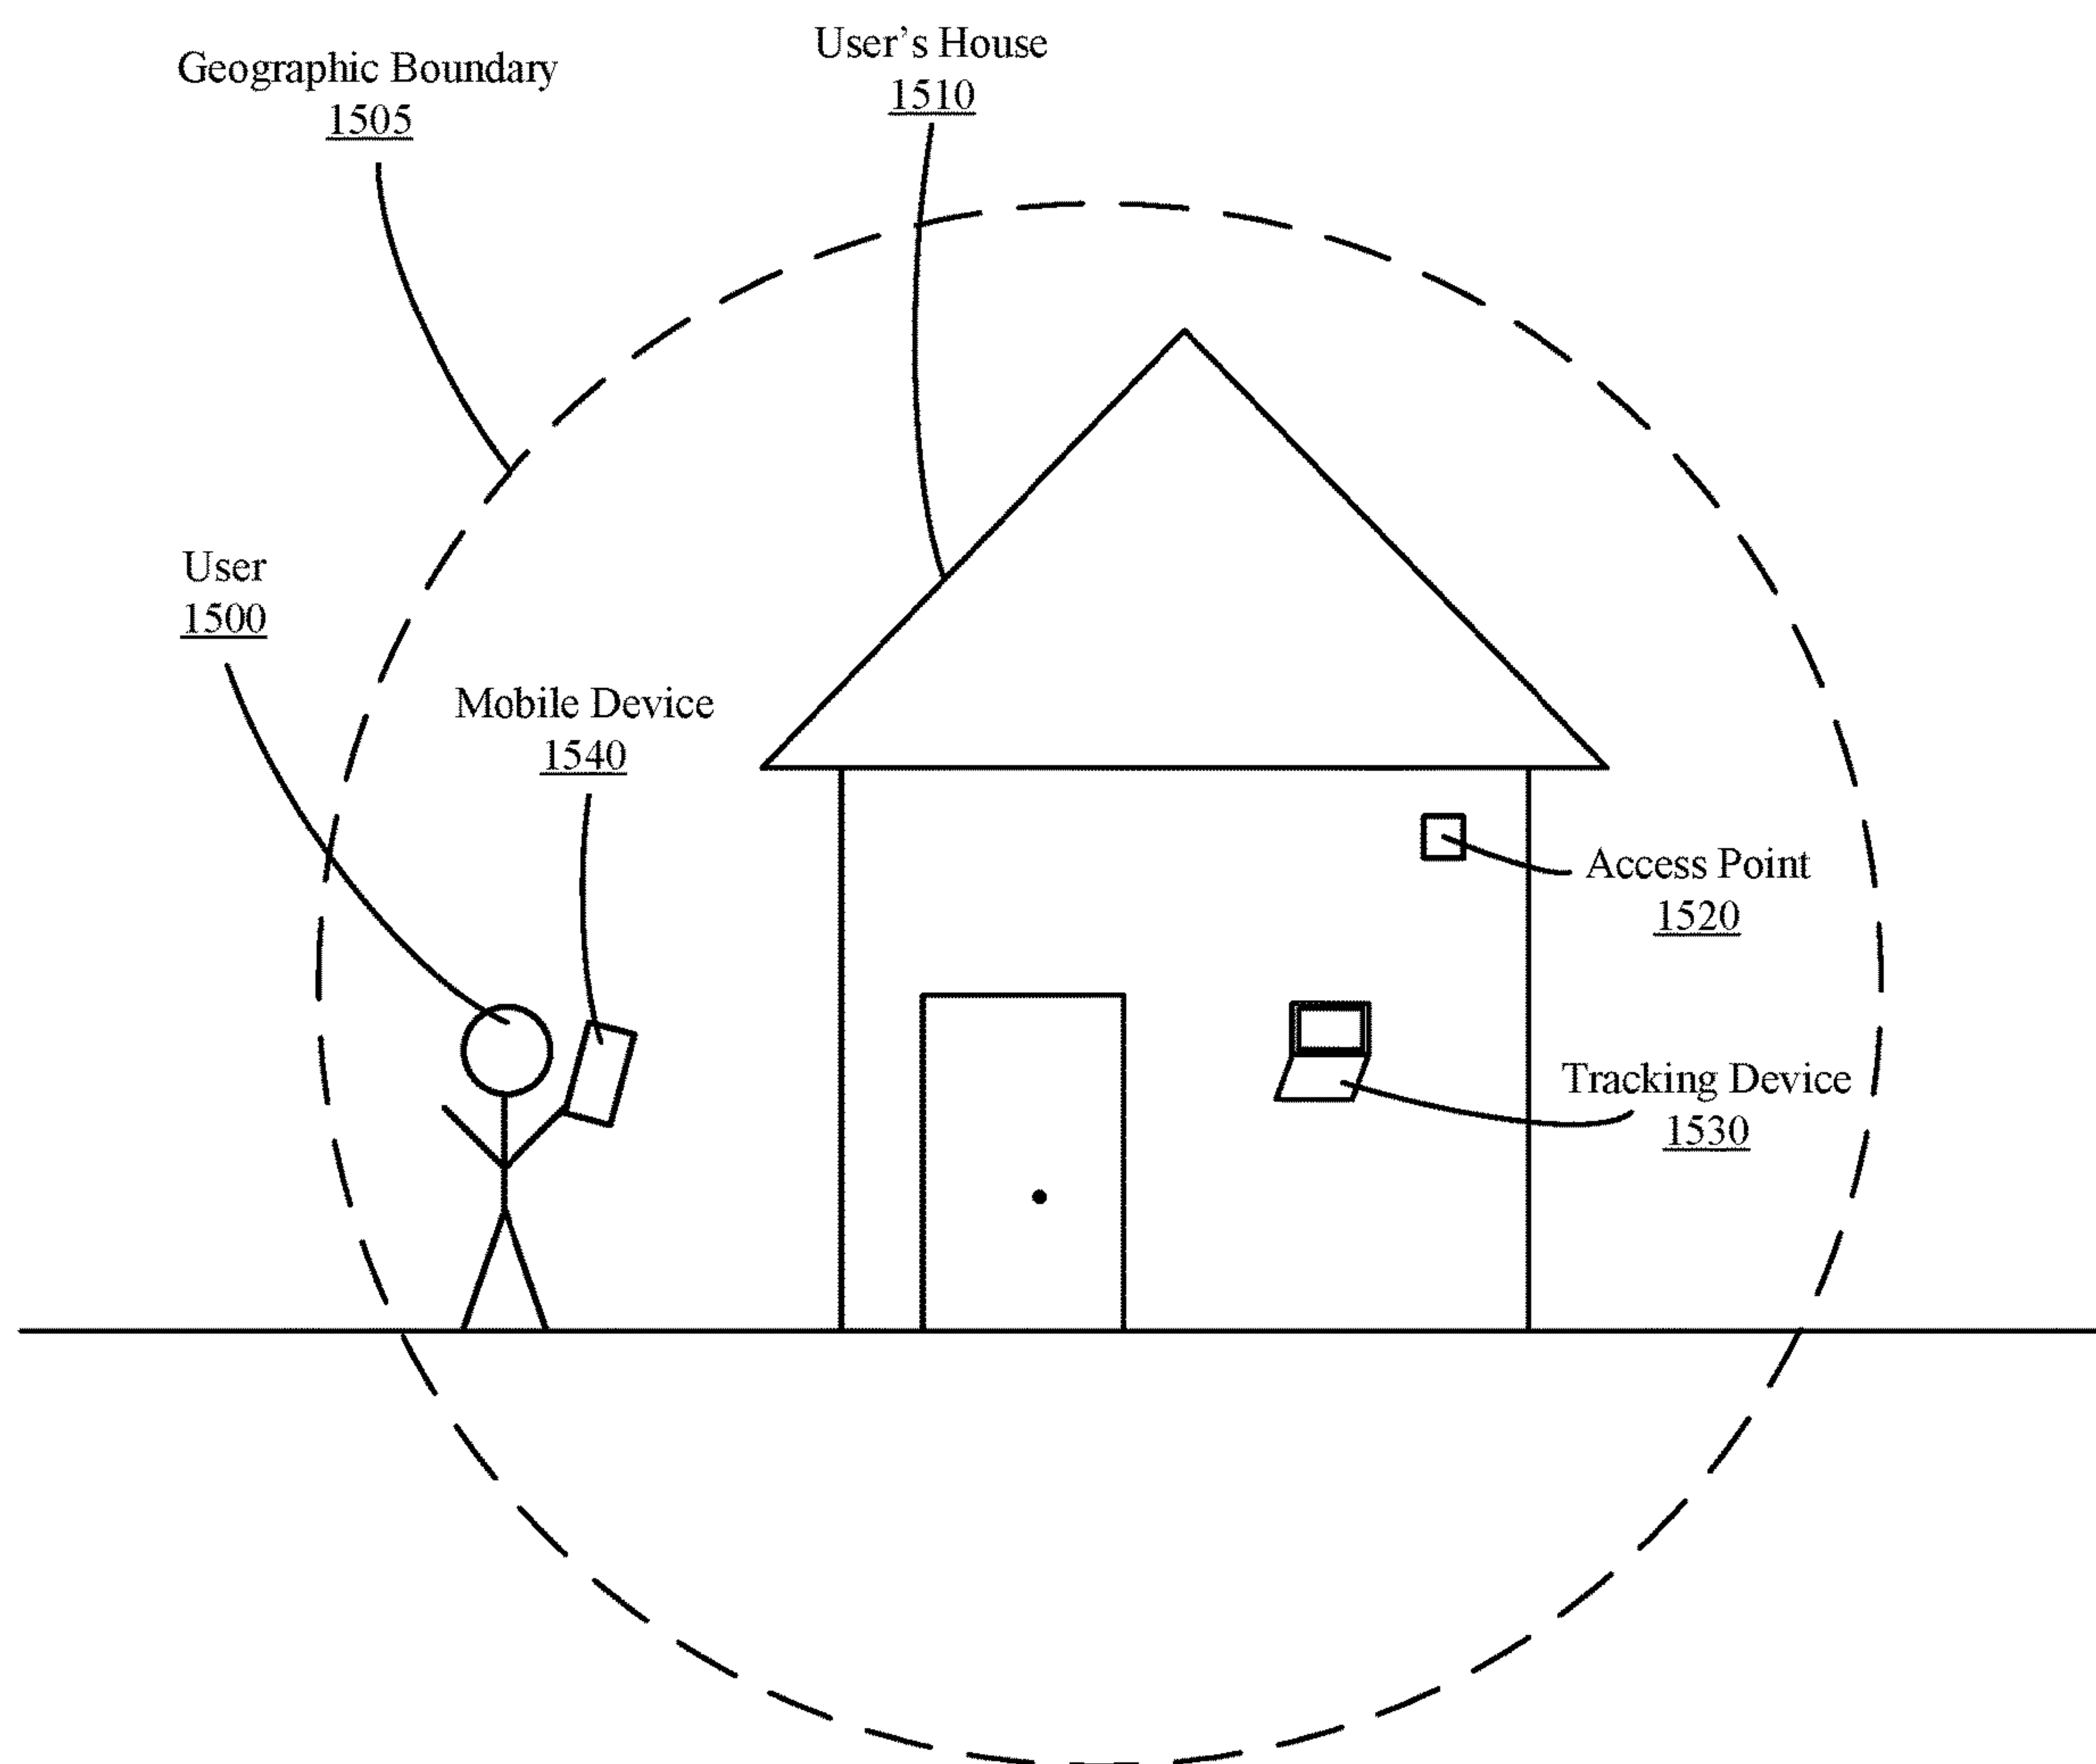 User’s House
1510
Geographic Boundary
1505
User
1500
Mobile Device
1540
Access Point
1520
Tracking Device
1530